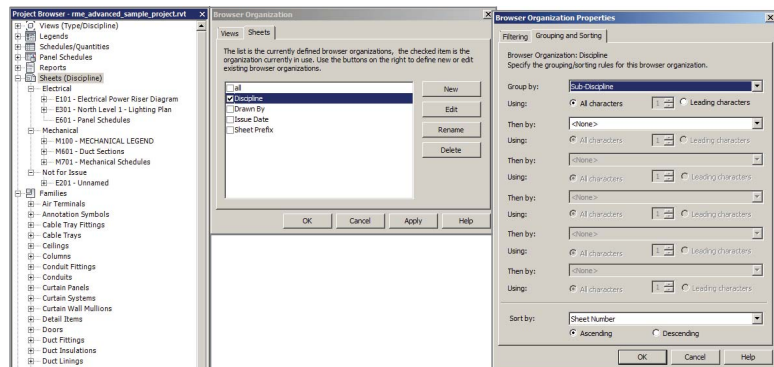 Project Browser - rme_advanced_sample_project.rvt
Views (Type/Discipline)
Legends
Schedules/Quantities
Panel Schedules
Reports
Sheets (Discipline)
Electrical
E101 - Electrical Power Riser Diagram
E301 - North Level 1 - Lighting Plan
E601 - Panel Schedules
Mechanical
M100 - MECHANICAL LEGEND
M601 - Duct Sections
M701 - Mechanical Schedules
Not for Issue
E201 - Unnamed
Families
Air Terminals
Annotation Symbols
Cable Tray Fittings
Cable Trays
Ceilings
Columns
Conduit Fittings
Conduits
Curtain Panels
Curtain Systems
Curtain Wall Mullions
Detail Items
Doors
Duct Fittings
Duct Insulations
Duct Linings
Browser Organization
Views Sheets
The list is the currently defined browser organizations, the checked item is the
organization currently in use. Use the buttons on the right to define new or edit
existing browser organizations.
all
Discipline
Drawn By
Issue Date
Sheet Prefix
New
Edit
Rename
Delete
OK Cancel Apply Help
Browser Organization Properties
Filtering Grouping and Sorting
Browser Organization: Discipline
Specify the grouping/sorting rules for this browser organization.
Group by: Sub-Discipline
Using: All characters 1 Leading characters
Then by: <None>
Using: All characters 1 Leading characters
Then by: <None>
Using: All characters 1 Leading characters
Then by: <None>
Using: All characters 1 Leading characters
Then by: <None>
Using: All characters 1 Leading characters
Then by: <None>
Using: All characters 1 Leading characters
Sort by: Sheet Number
Ascending Descending
OK Cancel Help